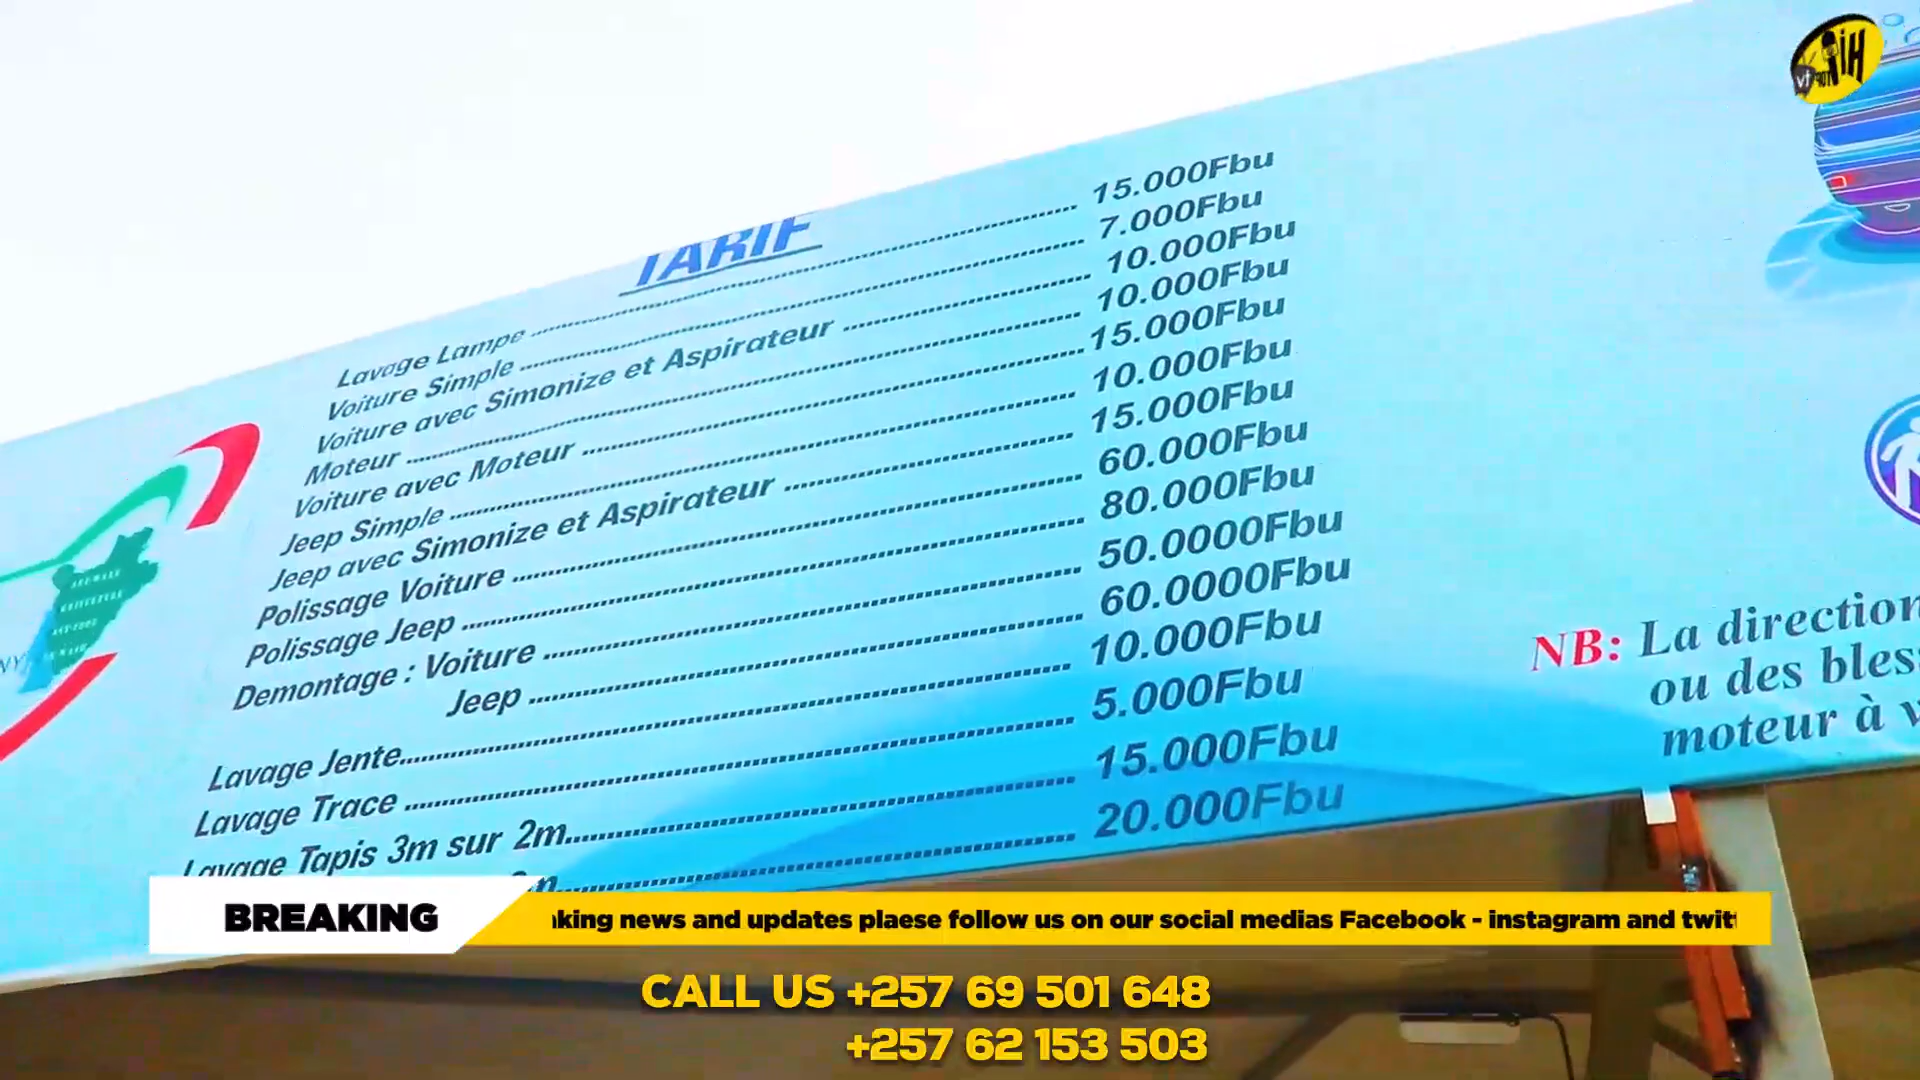 TARIF
Lavage Lampe ........ 15.000Fbu
Voiture Simple ........ 7.000Fbu
Voiture avec Simonize et Aspirateur ........ 10.000Fbu
Moteur ........ 10.000Fbu
Voiture avec Moteur ........ 15.000Fbu
Jeep Simple ........ 10.000Fbu
Jeep avec Simonize et Aspirateur ........ 15.000Fbu
Polissage Voiture ........ 60.000Fbu
Polissage Jeep ........ 80.000Fbu
Demontage : Voiture ........ 50.0000Fbu
Jeep ........ 60.0000Fbu
Lavage Jente ........ 10.000Fbu
Lavage Trace ........ 5.000Fbu
Lavage Tapis 3m sur 2m ........ 15.000Fbu
........ 20.000Fbu
NB: La direction
ou des
moteur à
BREAKING
news and updates plaese follow us on our social medias Facebook - instagram and
CALL US +257 69 501 648
+257 62 153 503